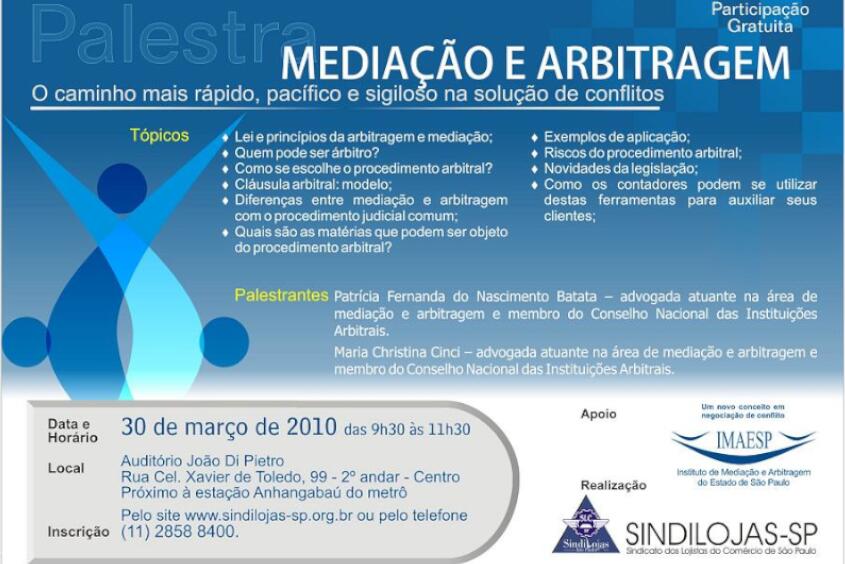 Palestra
Participação
Gratuita
MEDIAÇÃO E ARBITRAGEM
O caminho mais rápido, pacífico e sigiloso na solução de conflitos
Tópicos
♦ Lei e princípios da arbitragem e mediação;
♦ Quem pode ser árbitro?
♦ Como se escolhe o procedimento arbitral?
♦ Cláusula arbitral: modelo;
♦ Diferenças entre mediação e arbitragem
com o procedimento judicial comum;
♦ Quais são as matérias que podem ser objeto
do procedimento arbitral?
♦ Exemplos de aplicação;
♦ Riscos do procedimento arbitral;
♦ Novidades da legislação;
♦ Como os contadores podem se utilizar
destas ferramentas para auxiliar seus
clientes;
Palestrantes
Patrícia Fernanda do Nascimento Batata – advogada atuante na área de
mediação e arbitragem e membro do Conselho Nacional das Instituições
Arbitrais.
Maria Christina Cinci – advogada atuante na área de mediação e arbitragem e
membro do Conselho Nacional das Instituições Arbitrais.
Data e
Horário
30 de março de 2010 das 9h30 às 11h30
Local
Auditório João Di Pietro
Rua Cel. Xavier de Toledo, 99 - 2º andar - Centro
Próximo à estação Anhangabaú do metrô
Inscrição
Pelo site www.sindilojas-sp.org.br ou pelo telefone
(11) 2858 8400.
Apoio
Um novo conceito em
negociação de conflito
IMAESP
Instituto de Mediação e Arbitragem
do Estado de São Paulo
Realização
SLC
SindiLojas
São Paulo
SINDILOJAS-SP
Sindicato dos Lojistas do Comércio de São Paulo